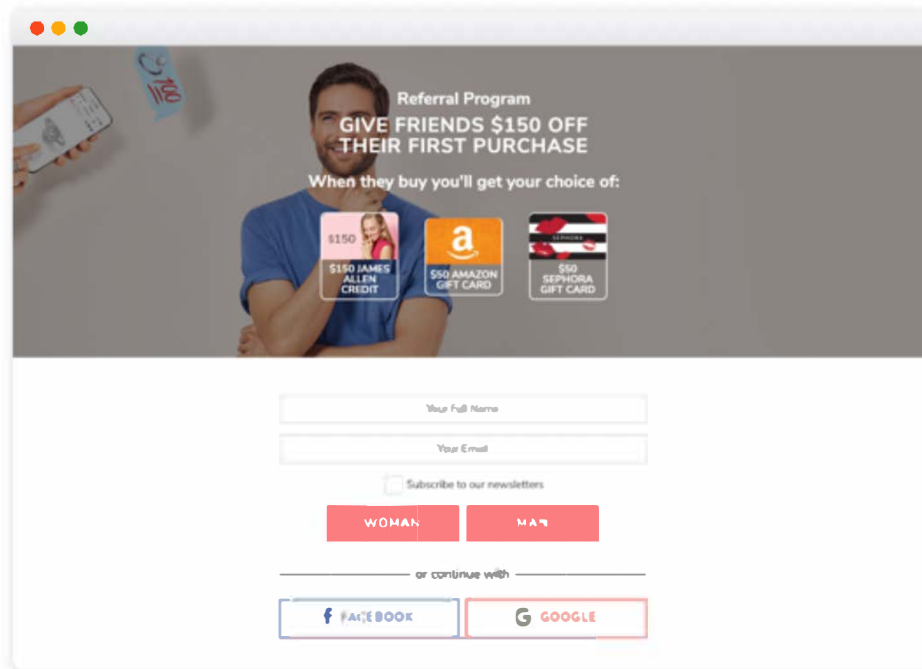 100
Referral Program
GIVE FRIENDS $150 OFF
THEIR FIRST PURCHASE
When they buy you'll get your choice of:
$150
$150 JAMES
ALLEN
CREDIT
a
$50 AMAZON
GIFT CARD
SEPHORA
$50
SEPHORA
GIFT CARD
Your Full Name
Your Email
Subscribe to our newsletters
WOMAN
MAN
or continue with
f FACEBOOK
G GOOGLE